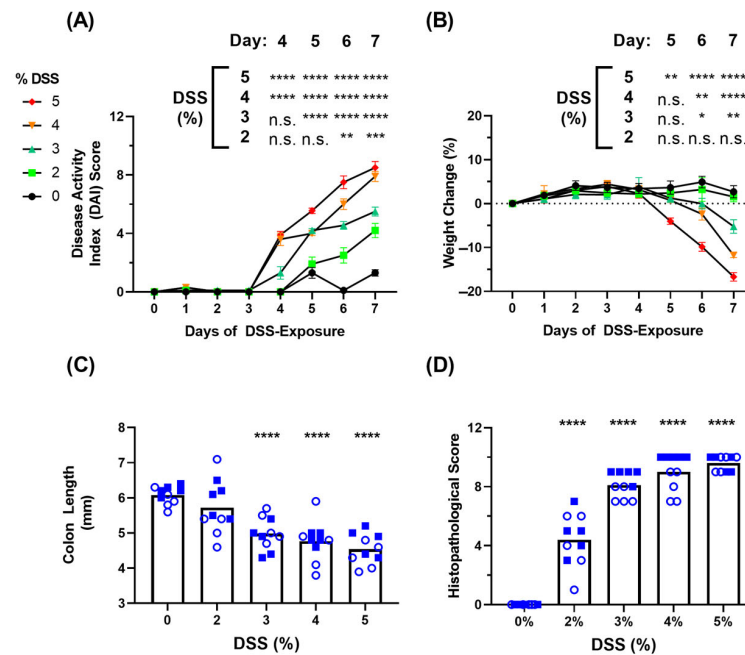 (A)
Day: 4 5 6 7
% DSS
5
4
3
2
0
DSS
(%)
5 **** **** **** ****
4 **** **** **** ****
3 n.s. **** **** ****
2 n.s. n.s. ** ***
Disease Activity
Index (DAI) Score
12
8
4
0
0 1 2 3 4 5 6 7
Days of DSS-Exposure
(B)
Day: 5 6 7
DSS
(%)
5 ** **** ****
4 n.s. ** ****
3 n.s. * **
2 n.s. n.s. n.s.
Weight Change (%)
20
10
0
−10
−20
0 1 2 3 4 5 6 7
Days of DSS-Exposure
(C)
**** **** ****
Colon Length
(mm)
6
5
4
3
0 2 3 4 5
DSS (%)
(D)
**** **** **** ****
Histopathological Score
12
8
4
0
0% 2% 3% 4% 5%
DSS (%)